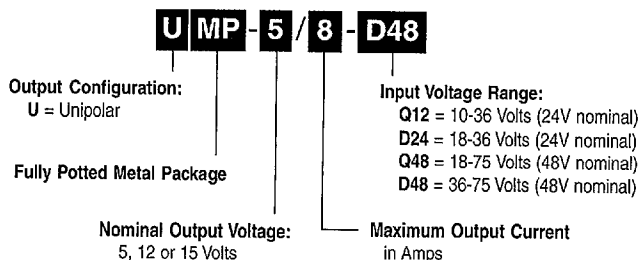 U MP - 5 / 8 - D48
Output Configuration:
U = Unipolar
Fully Potted Metal Package
Nominal Output Voltage:
5, 12 or 15 Volts
Input Voltage Range:
Q12 = 10-36 Volts (24V nominal)
D24 = 18-36 Volts (24V nominal)
Q48 = 18-75 Volts (48V nominal)
D48 = 36-75 Volts (48V nominal)
Maximum Output Current
in Amps